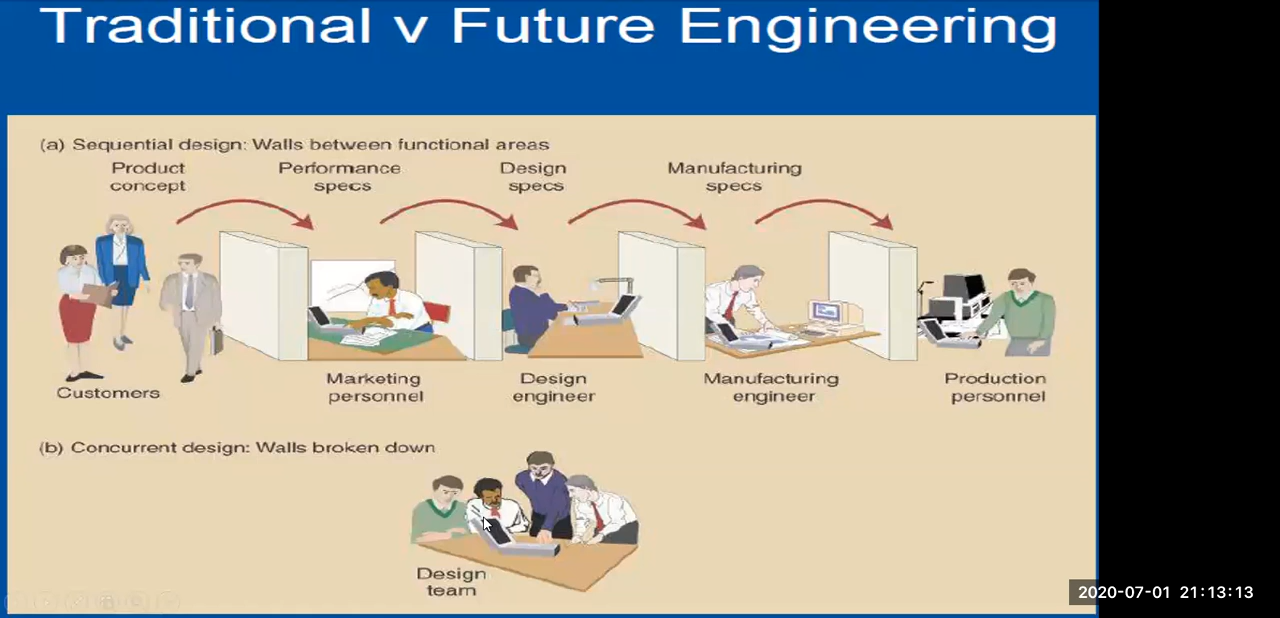 Traditional v Future Engineering
(a) Sequential design: Walls between functional areas
Product
concept
Performance
specs
Design
specs
Manufacturing
specs
Customers
Marketing
personnel
Design
engineer
Manufacturing
engineer
Production
personnel
(b) Concurrent design: Walls broken down
Design
team
2020-07-01 21:13:13